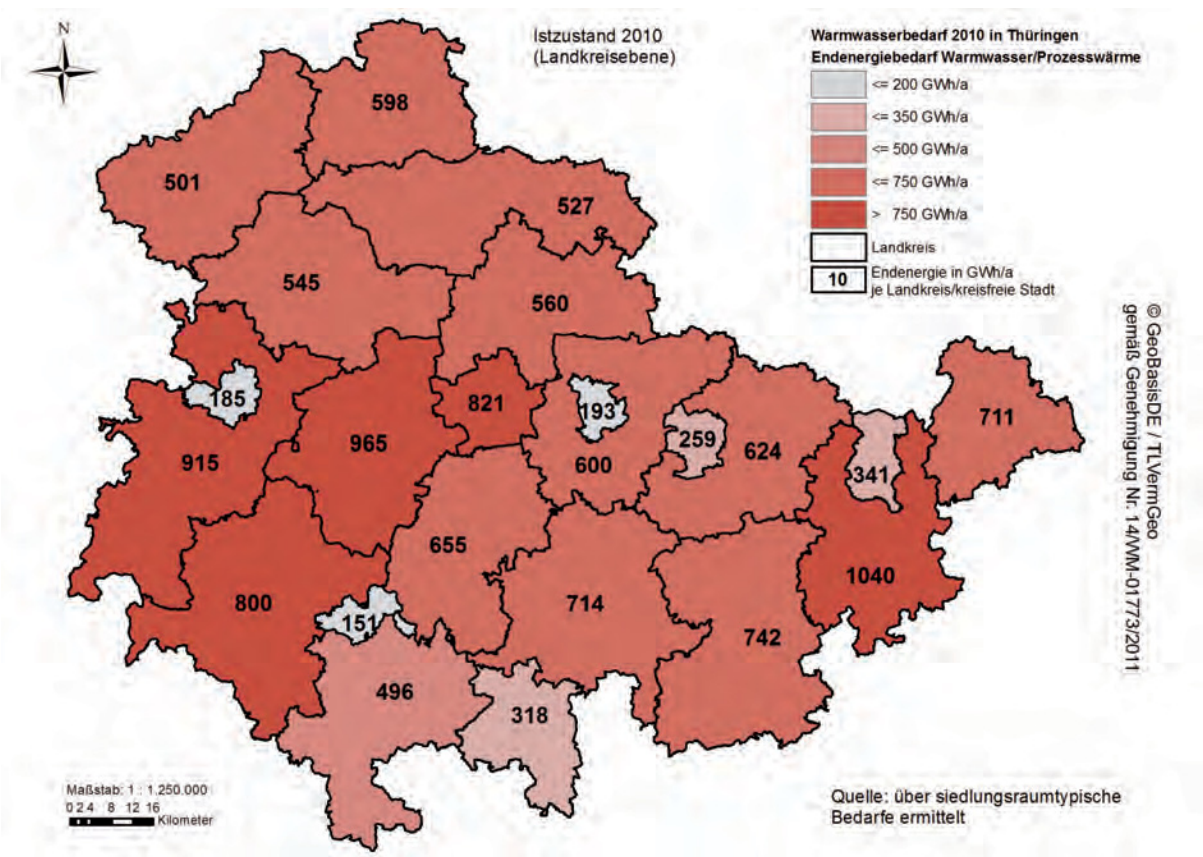 N
Istzustand 2010
(Landkreisebene)
Warmwasserbedarf 2010 in Thüringen
Endenergiebedarf Warmwasser/Prozesswärme
<= 200 GWh/a
<= 350 GWh/a
<= 500 GWh/a
<= 750 GWh/a
> 750 GWh/a
Landkreis
10 Endenergie in GWh/a
je Landkreis/kreisfreie Stadt
598
501
527
545
560
185
821
193
965
259
711
915
600
624
341
655
1040
800
714
151
742
496
318
© GeoBasisDE / TLVermGeo
gemäß Genehmigung Nr. 14/WM-01773/2011
Maßstab: 1 : 1.250.000
0 2 4 8 12 16
Kilometer
Quelle: über siedlungsraumtypische
Bedarfe ermittelt